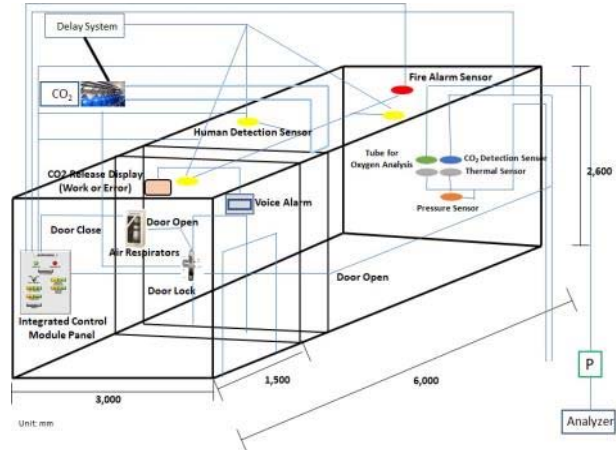 Delay System
CO₂
Fire Alarm Sensor
Human Detection Sensor
Tube for
Oxygen Analysis
CO₂ Detection Sensor
Thermal Sensor
Pressure Sensor
2,600
CO2 Release Display
(Work or Error)
Voice Alarm
Door Close
Door Open
Air Respirators
Door Lock
Door Open
Integrated Control
Module Panel
3,000
1,500
6,000
P
Analyzer
Unit: mm